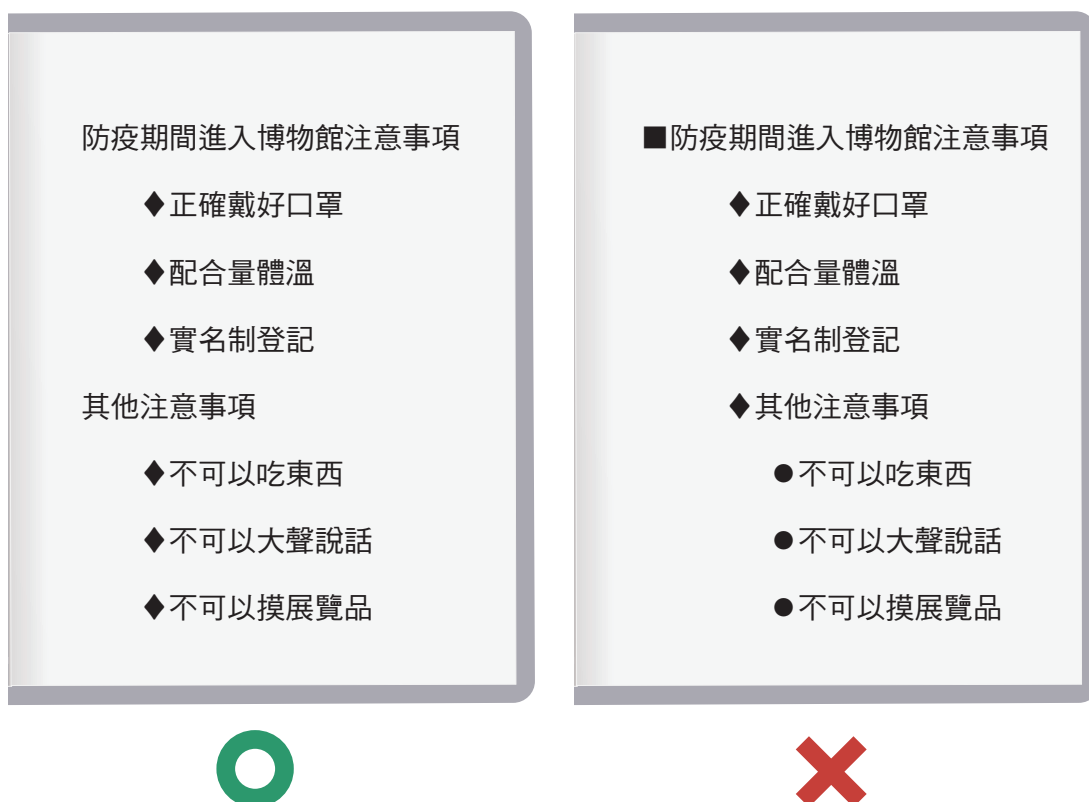 防疫期間進入博物館注意事項
◆正確戴好口罩
◆配合量體溫
◆實名制登記
其他注意事項
◆不可以吃東西
◆不可以大聲說話
◆不可以摸展覽品
■防疫期間進入博物館注意事項
◆正確戴好口罩
◆配合量體溫
◆實名制登記
◆其他注意事項
●不可以吃東西
●不可以大聲說話
●不可以摸展覽品